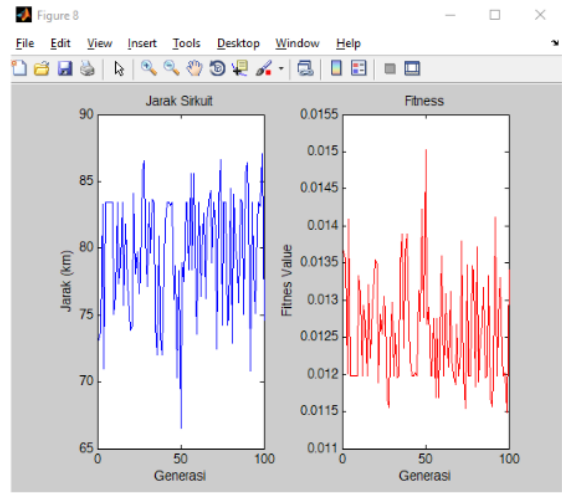 Figure 8
File Edit View Insert Tools Desktop Window Help
Jarak Sirkuit
90
85
80
75
70
65
Jarak (km)
0 50 100
Generasi
Fitness
0.0155
0.015
0.0145
0.014
0.0135
0.013
0.0125
0.012
0.0115
0.011
Fitnes Value
0 50 100
Generasi